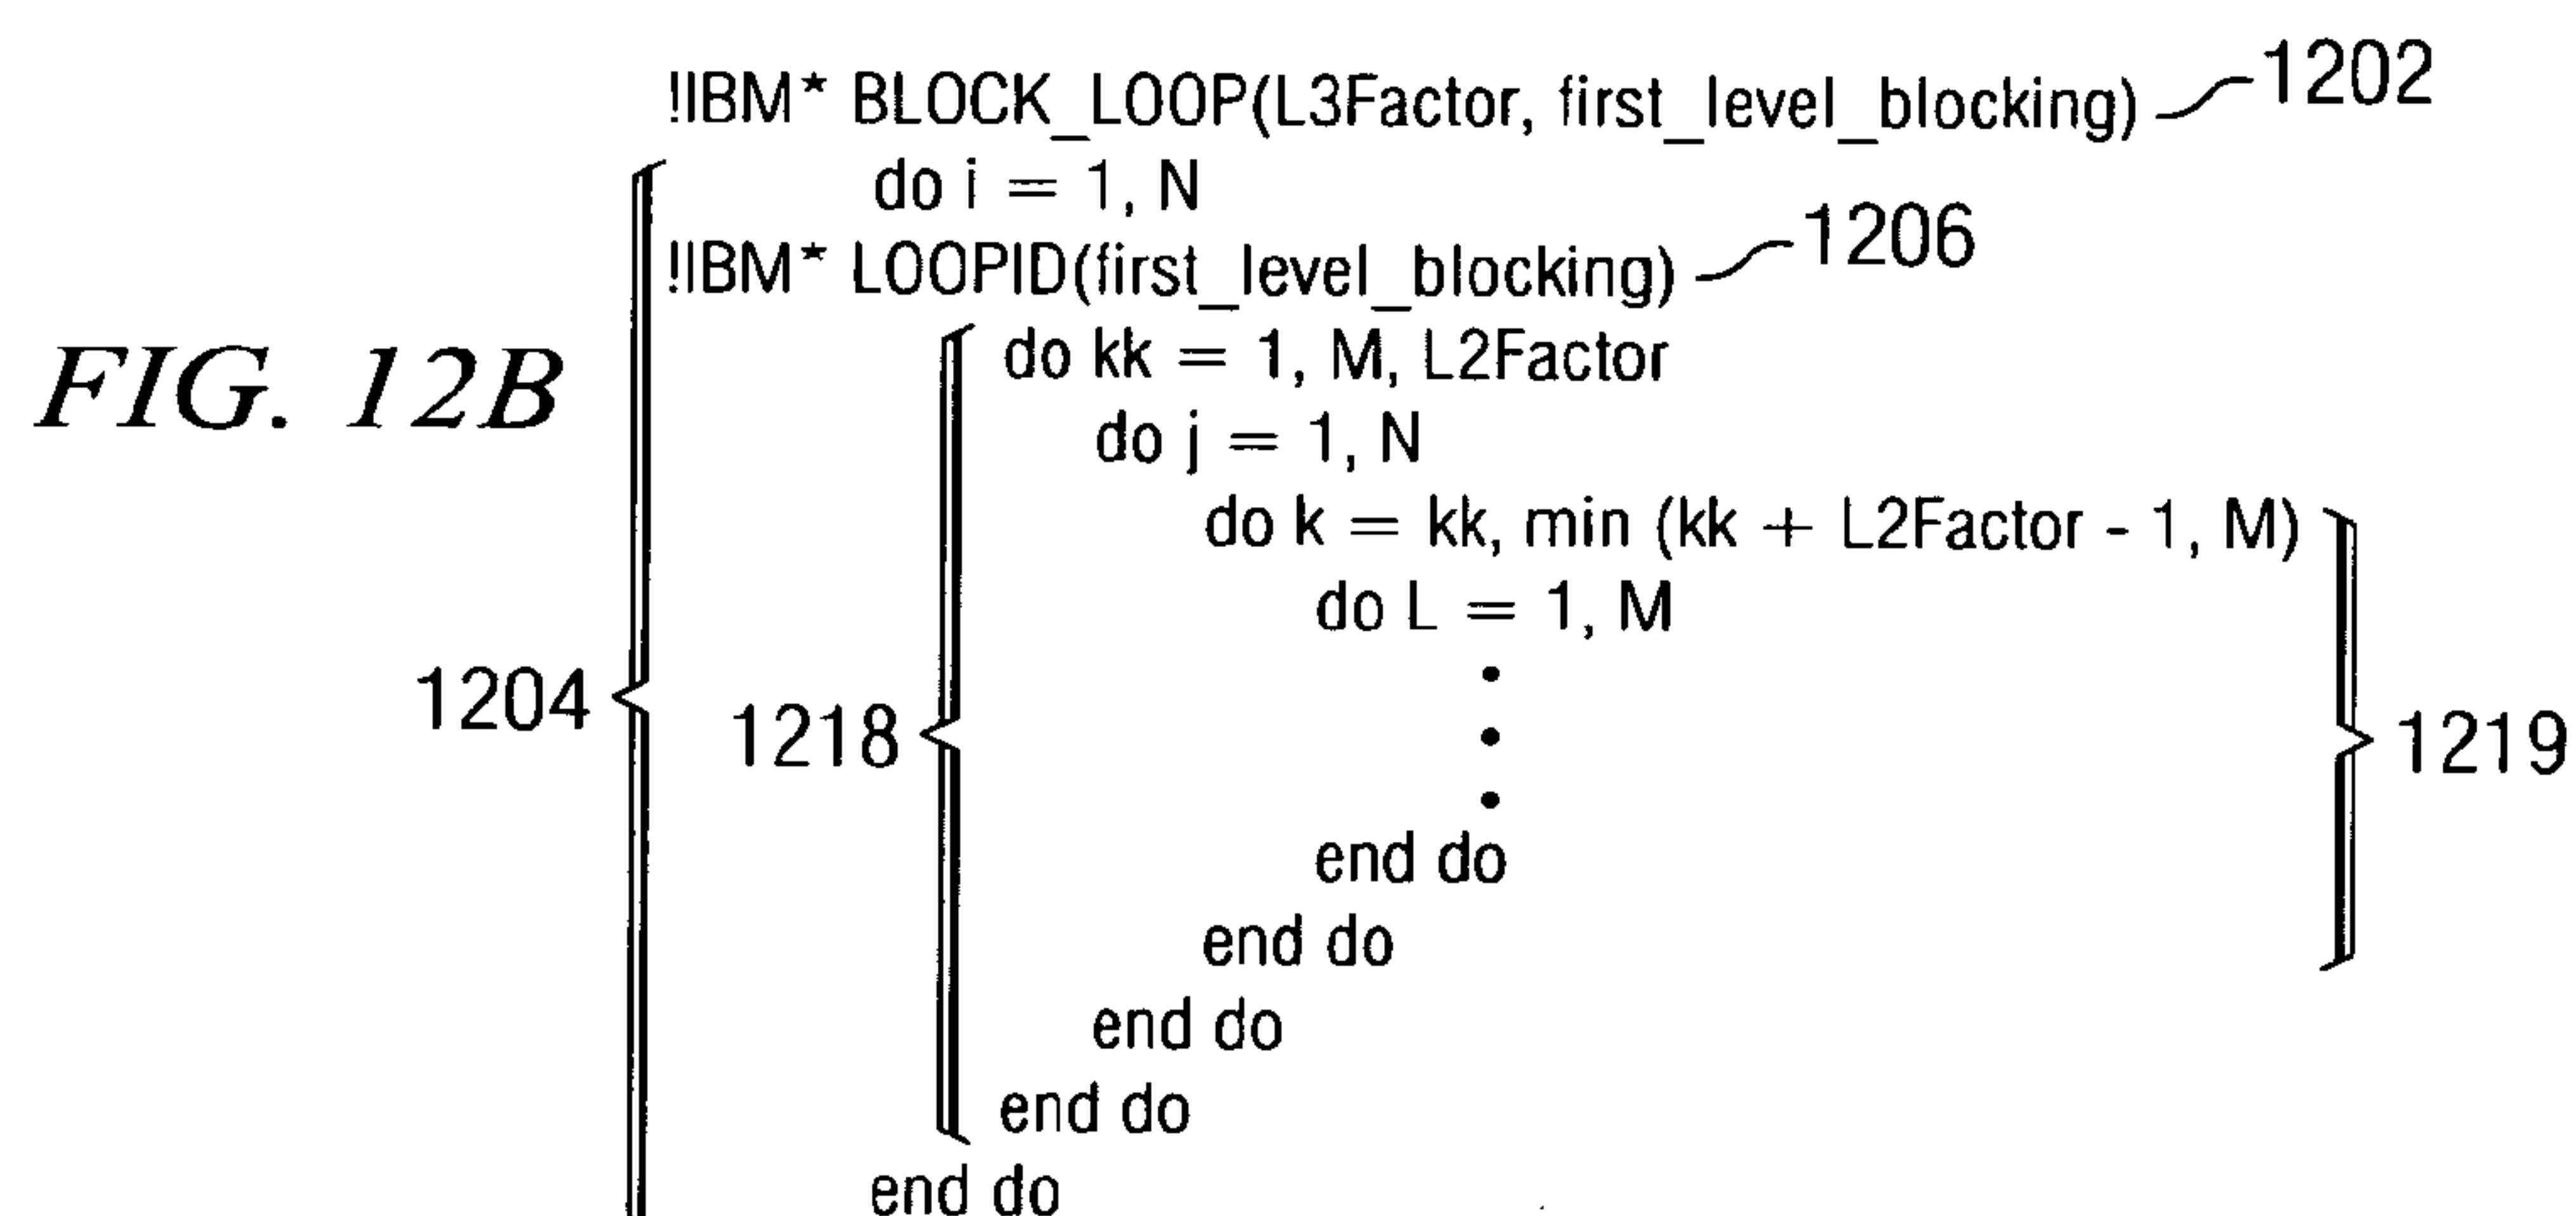 !IBM* BLOCK_LOOP(L3Factor, first_level_blocking) 1202
do i = 1, N
!IBM* LOOPID(first_level_blocking) 1206
FIG. 12B
do kk = 1, M, L2Factor
do j = 1, N
do k = kk, min (kk + L2Factor - 1, M)
do L = 1, M
1204
1218
1219
end do
end do
end do
end do
end do